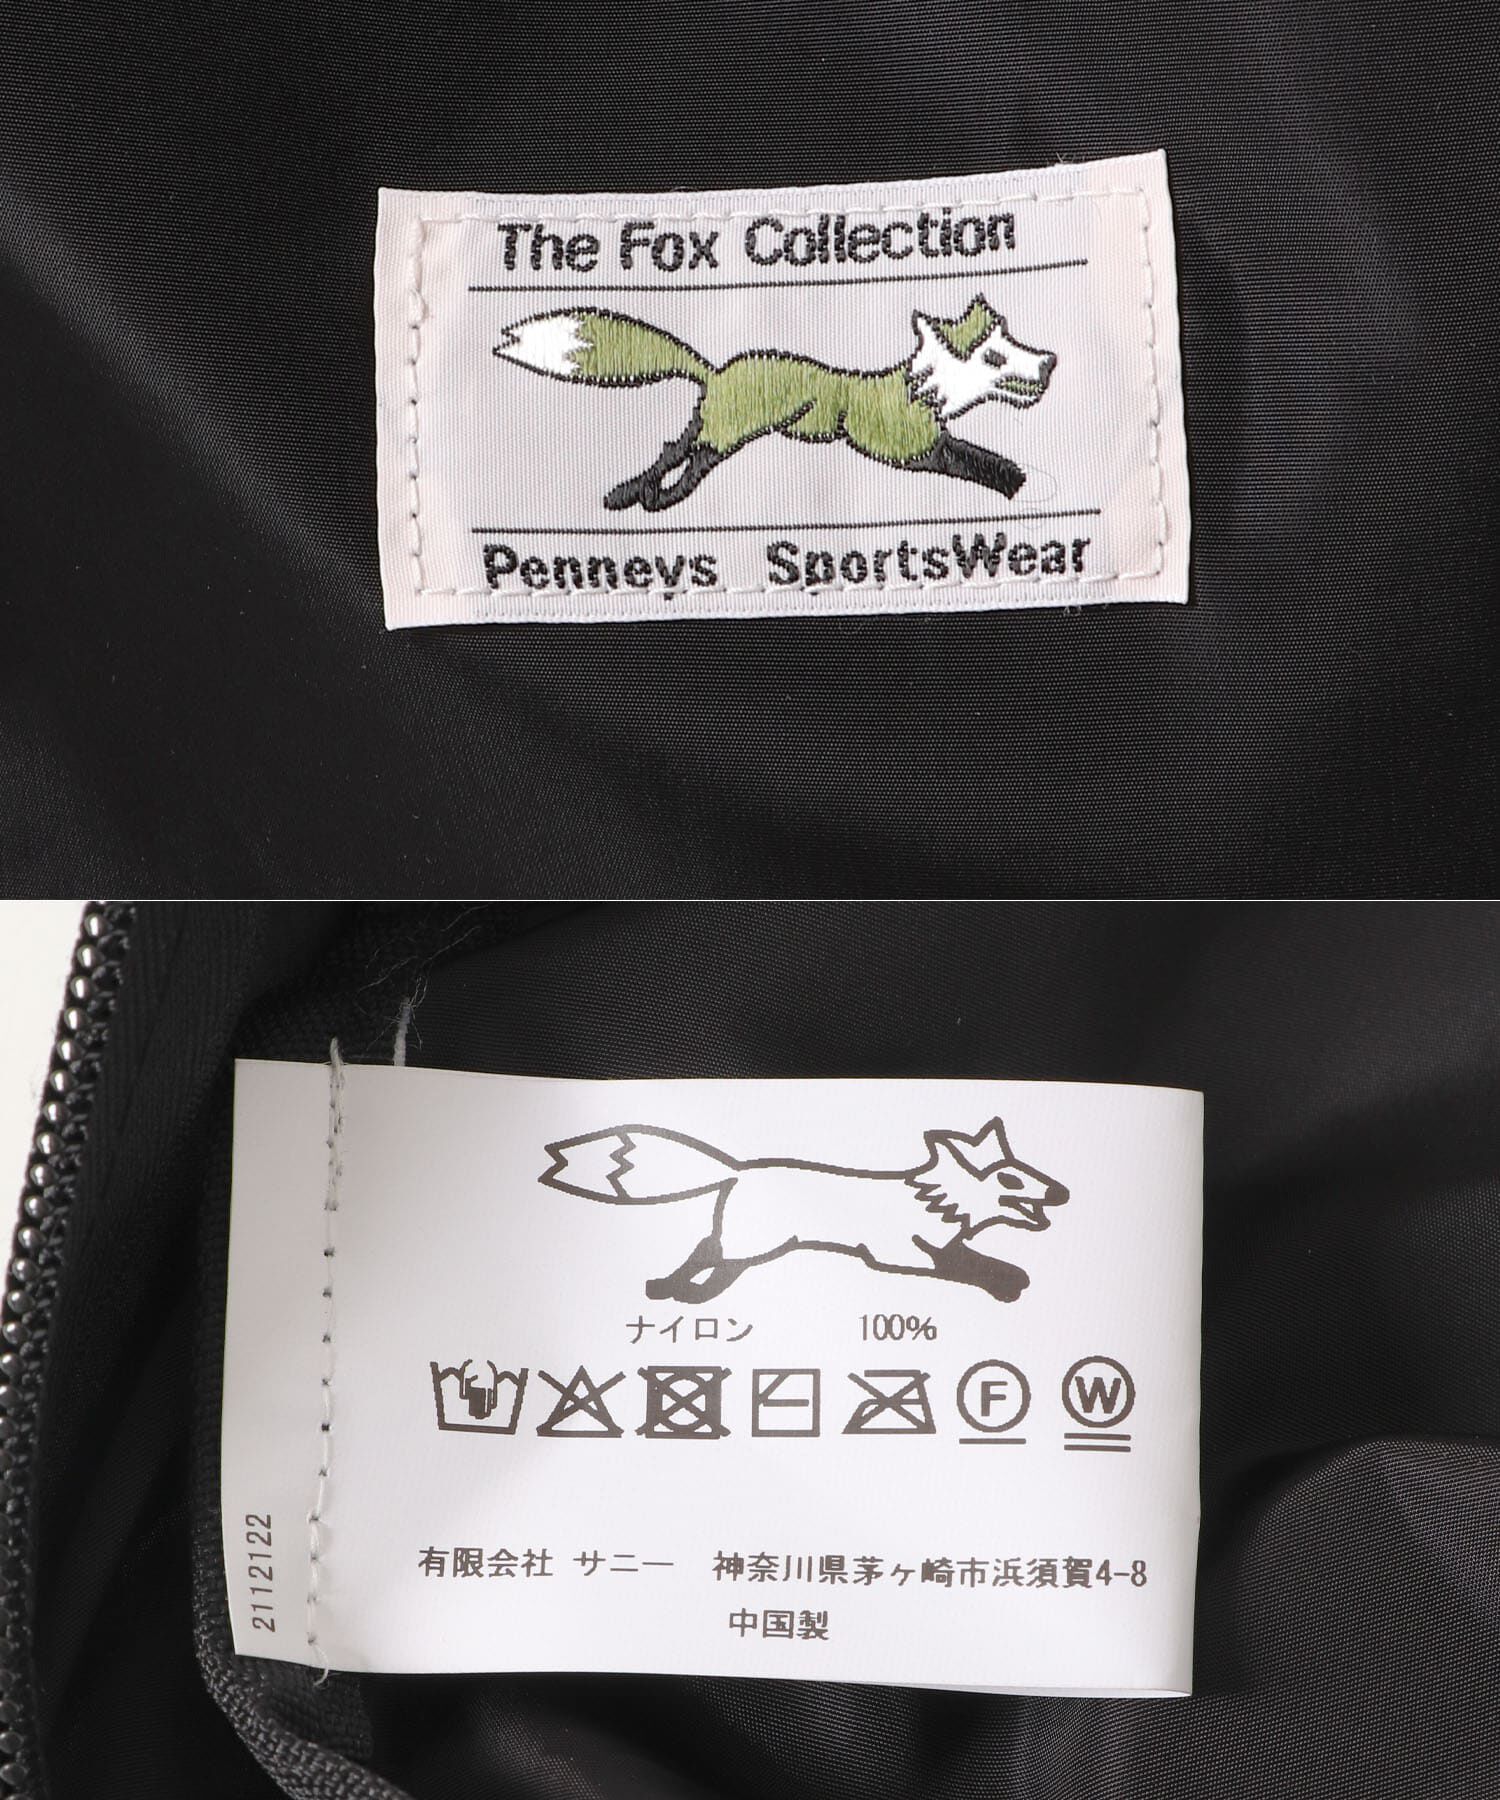 The Fox Collection
Penneys SportsWear
ナイロン 100%
F W
有限会社 サニー 神奈川県茅ヶ崎市浜須賀4-8
中国製
2112122